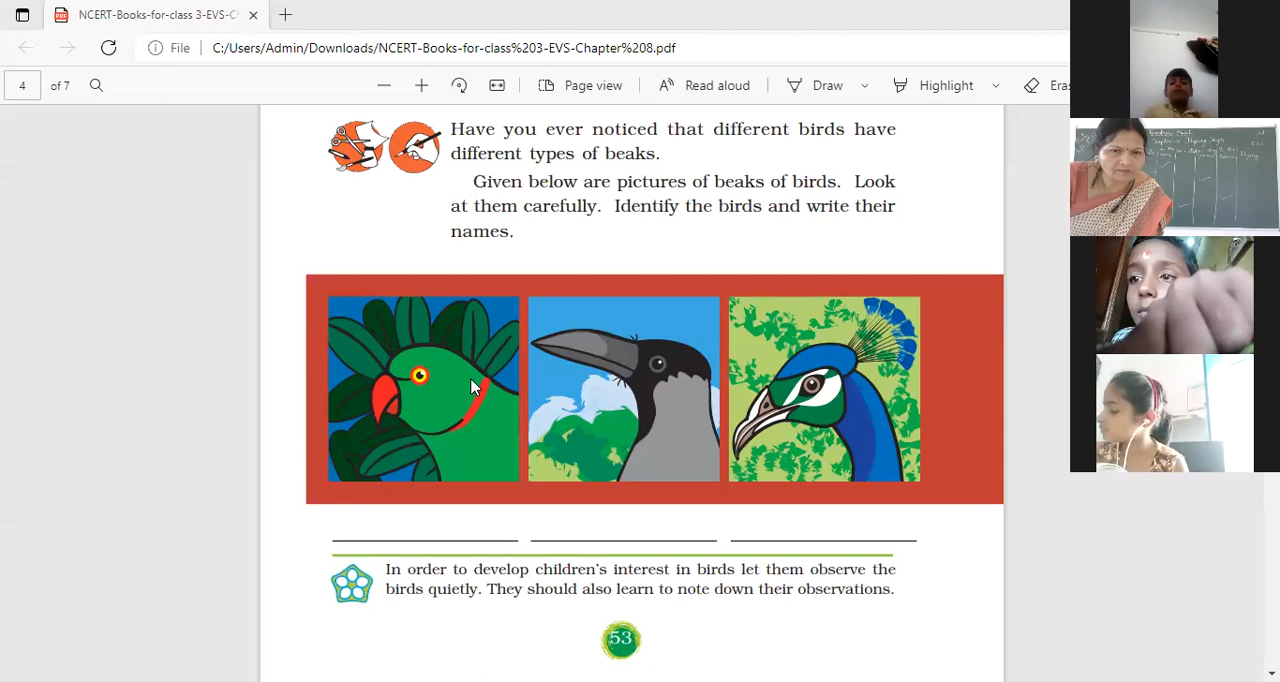 NCERT-Books-for class 3-EVS-C
File C:/Users/Admin/Downloads/NCERT-Books-for-class%203-EVS-Chapter%208.pdf
4 of 7 Page view Read aloud Draw Highlight Era
Have you ever noticed that different birds have
different types of beaks.
Given below are pictures of beaks of birds. Look
at them carefully. Identify the birds and write their
names.
In order to develop children's interest in birds let them observe the
birds quietly. They should also learn to note down their observations.
53